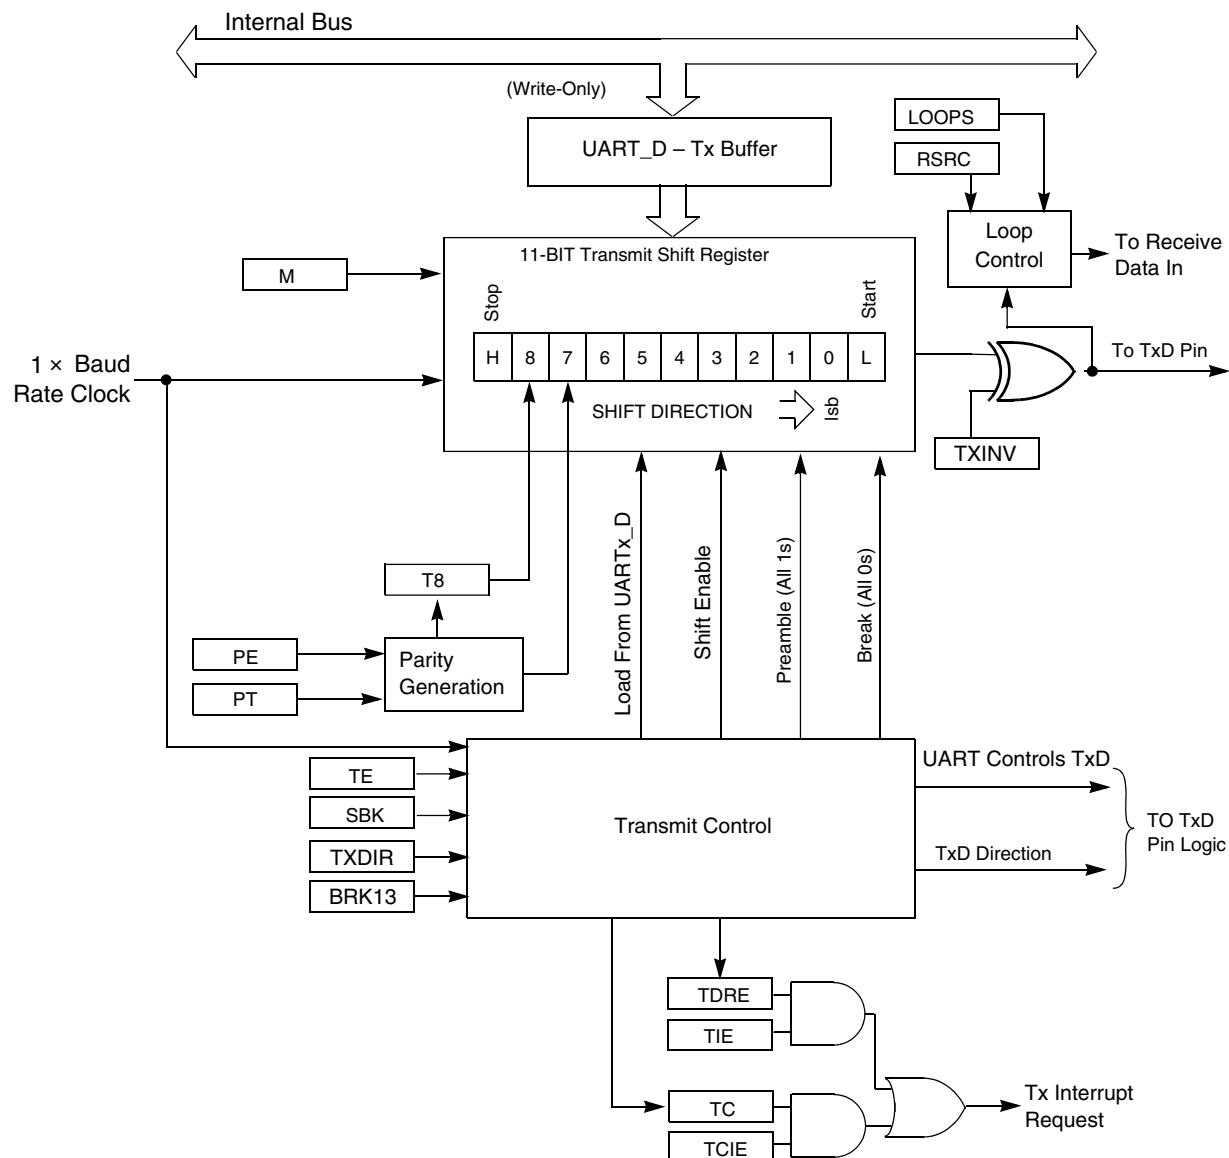 Internal Bus
(Write-Only)
UART_D – Tx Buffer
LOOPS
RSRC
Loop
Control
To Receive
Data In
11-BIT Transmit Shift Register
M
Stop
Start
H 8 7 6 5 4 3 2 1 0 L
1 × Baud
Rate Clock
To TxD Pin
SHIFT DIRECTION
lsb
TXINV
Load From UARTx_D
Shift Enable
Preamble (All 1s)
Break (All 0s)
T8
PE
PT
Parity
Generation
TE
SBK
TXDIR
BRK13
Transmit Control
UART Controls TxD
TxD Direction
TO TxD
Pin Logic
TDRE
TIE
TC
TCIE
Tx Interrupt
Request